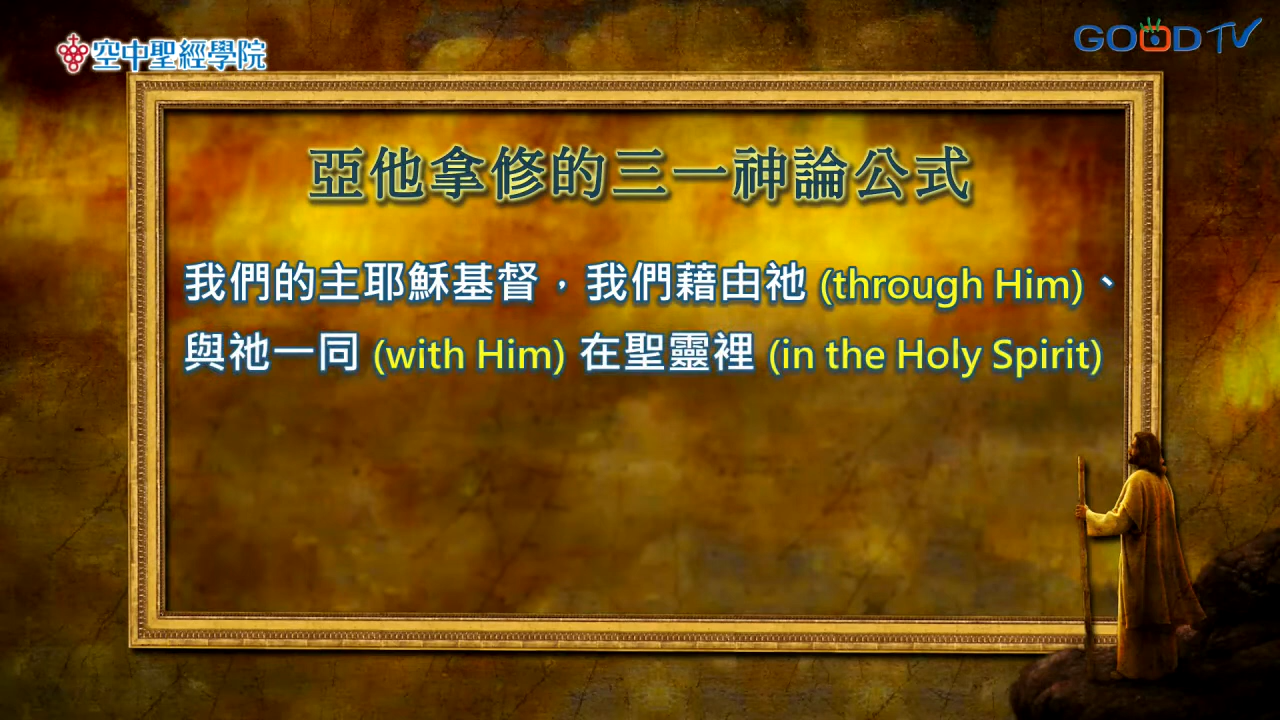 空中聖經學院
GOOD TV
亞他拿修的三一神論公式
我們的主耶穌基督，我們藉由祂 (through Him)、
與祂一同 (with Him) 在聖靈裡 (in the Holy Spirit)